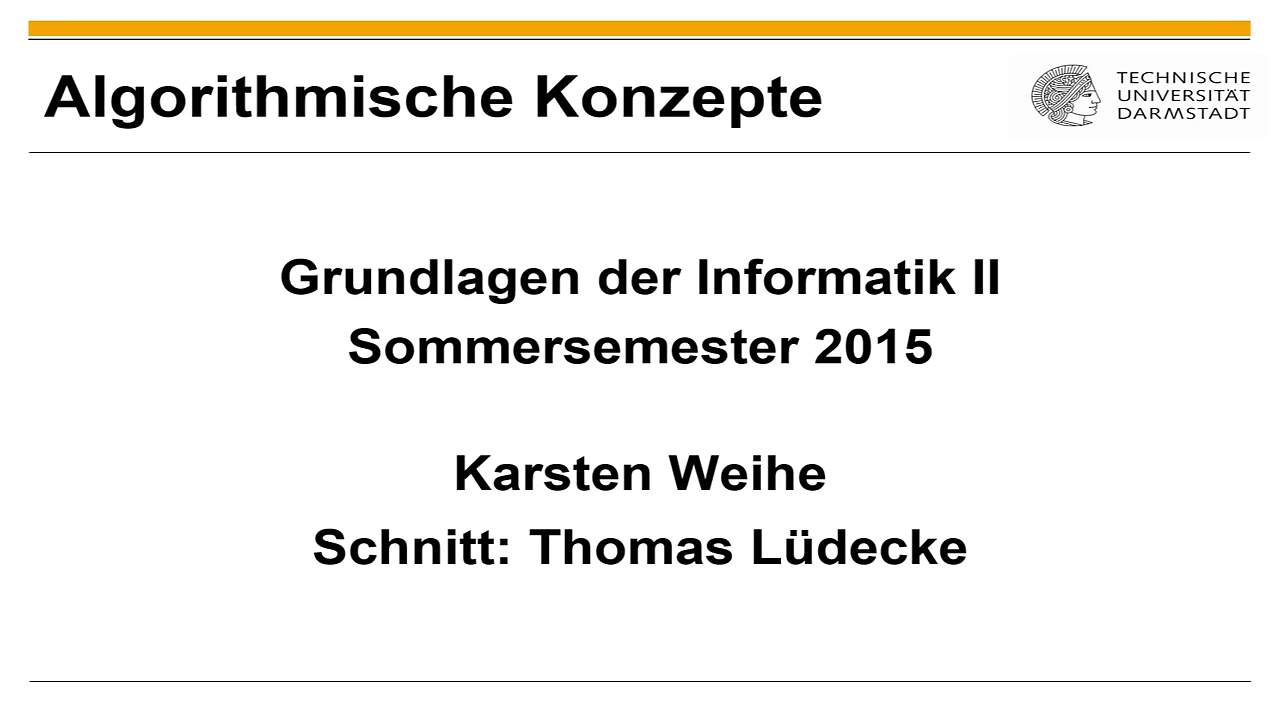 Algorithmische Konzepte
TECHNISCHE
UNIVERSITÄT
DARMSTADT
Grundlagen der Informatik II
Sommersemester 2015
Karsten Weihe
Schnitt: Thomas Lüdecke